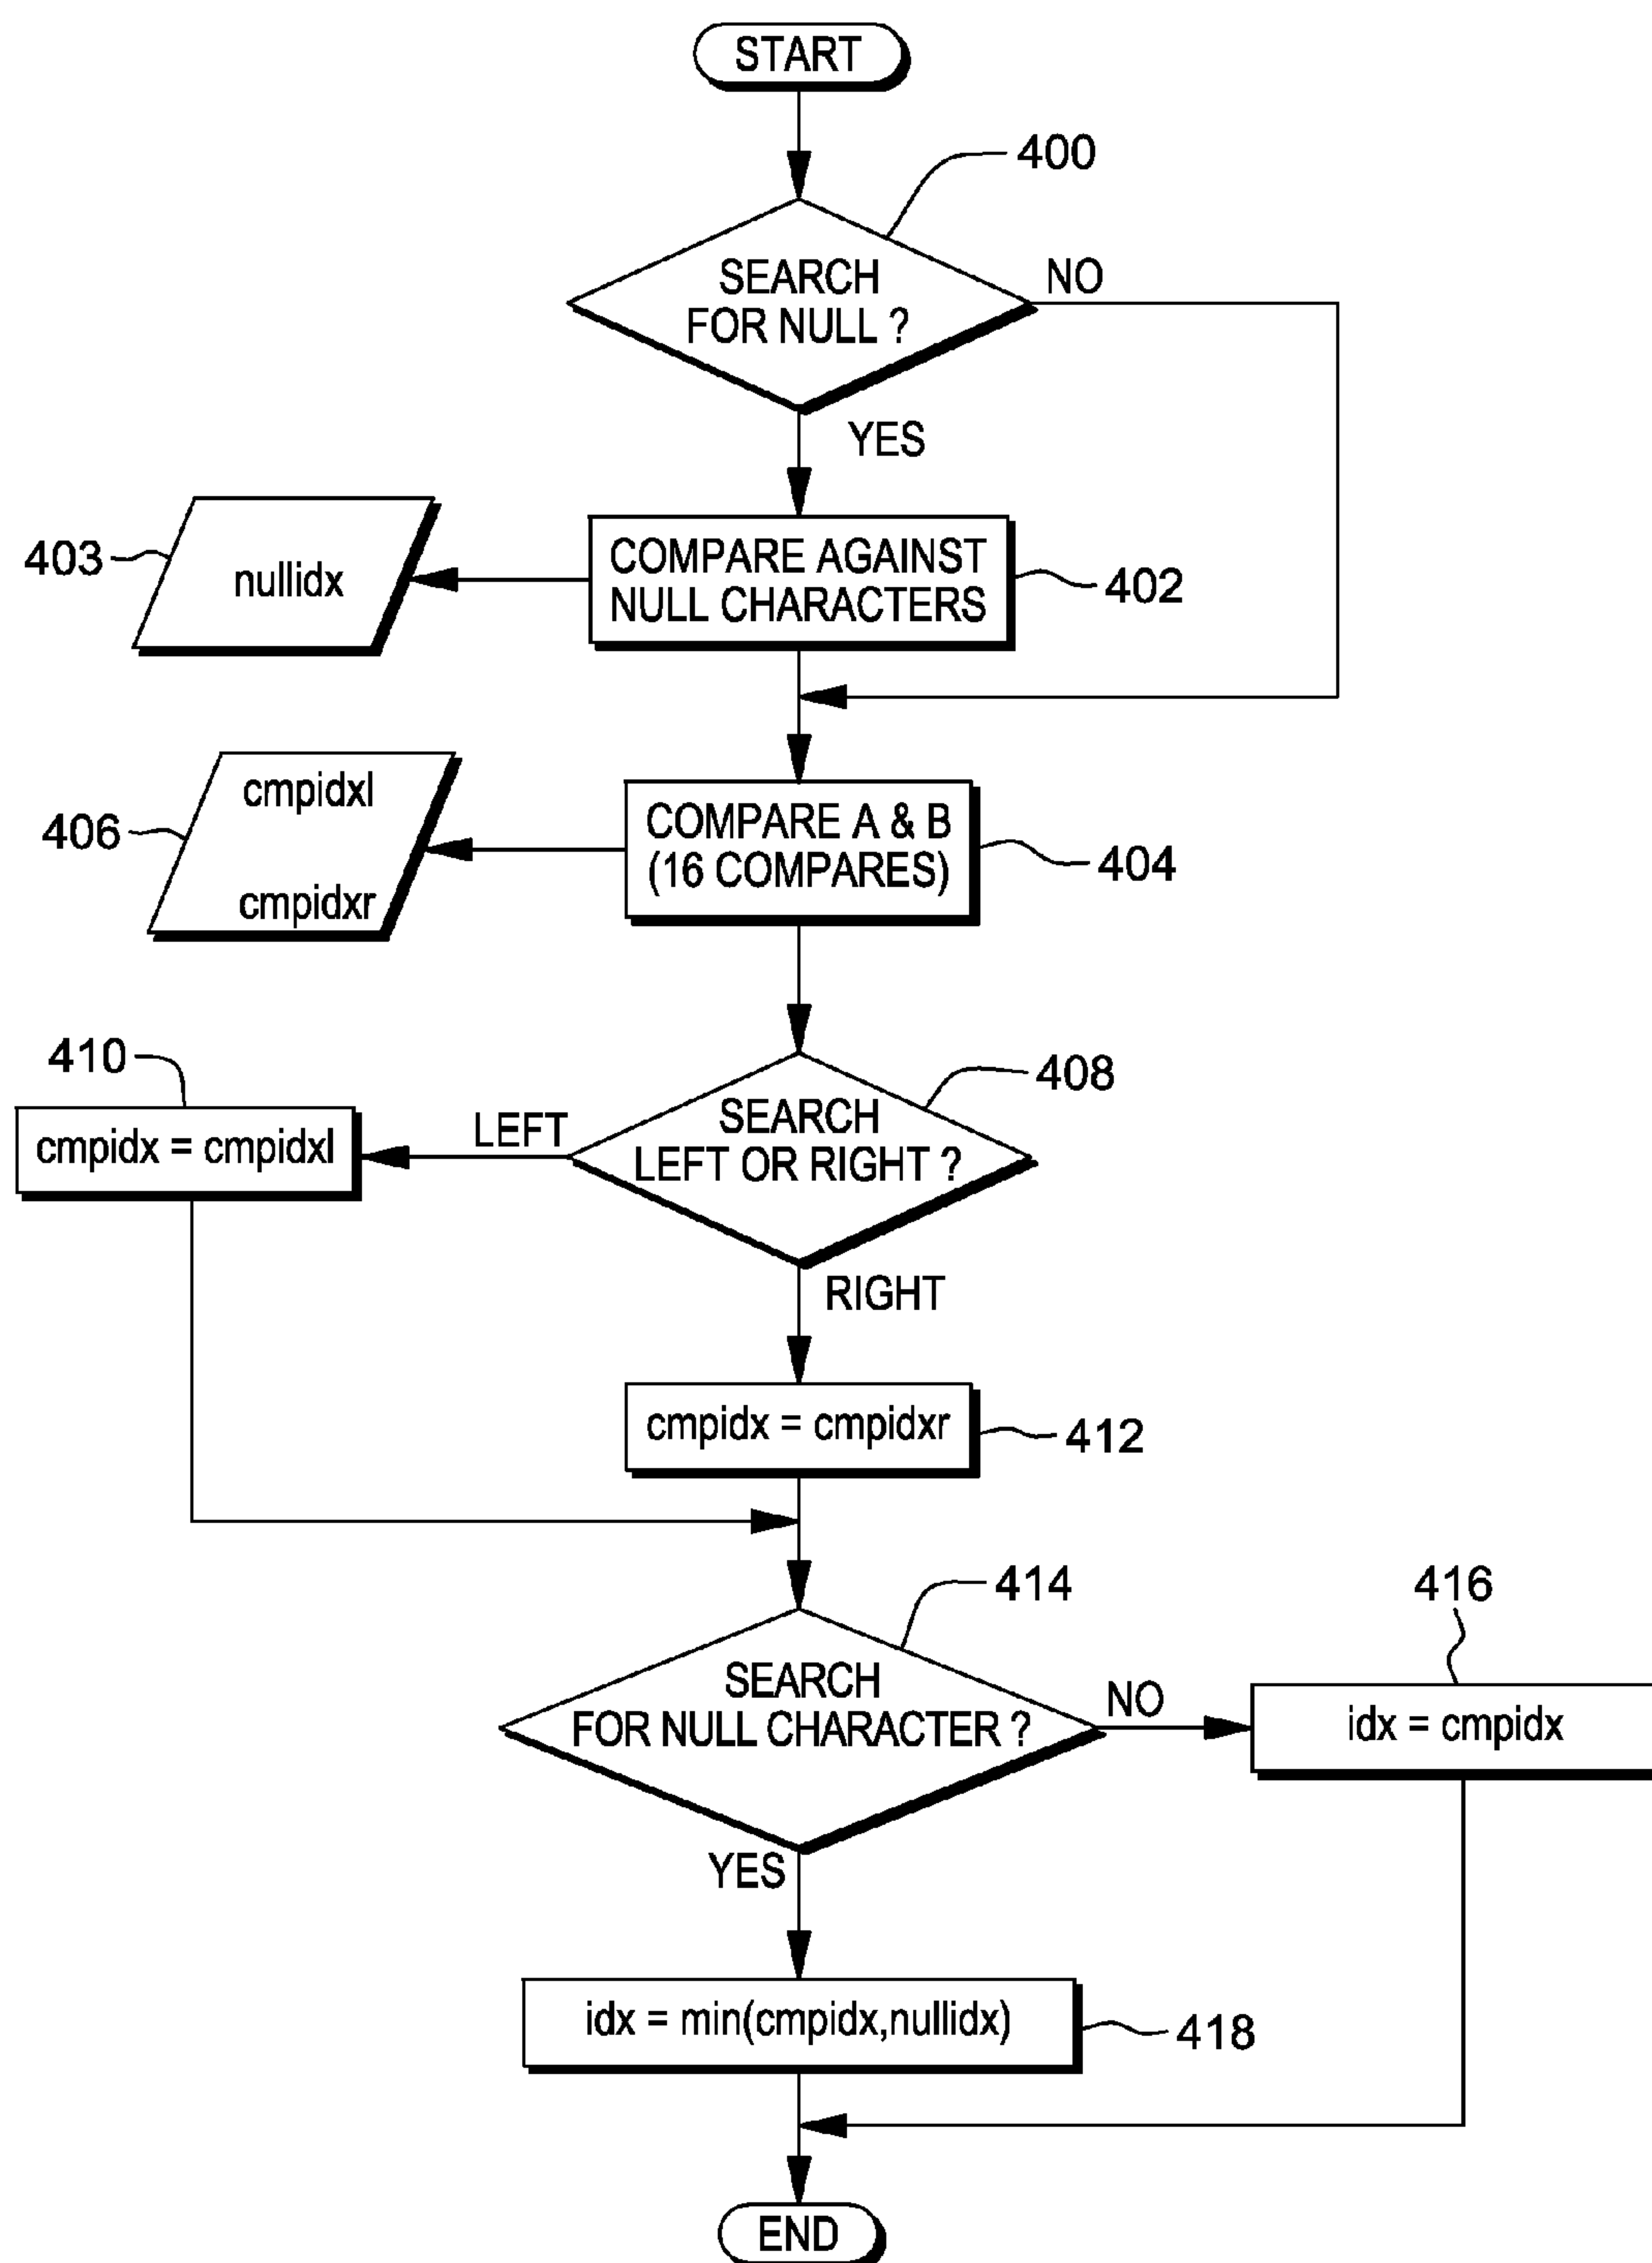 START
400
SEARCH
FOR NULL ?
NO
YES
403
nullidx
COMPARE AGAINST
NULL CHARACTERS
402
406
cmpidxl
cmpidxr
COMPARE A & B
(16 COMPARES)
404
410
cmpidx = cmpidxl
LEFT
SEARCH
LEFT OR RIGHT ?
408
RIGHT
cmpidx = cmpidxr
412
414
SEARCH
FOR NULL CHARACTER ?
NO
416
idx = cmpidx
YES
idx = min(cmpidx,nullidx)
418
END